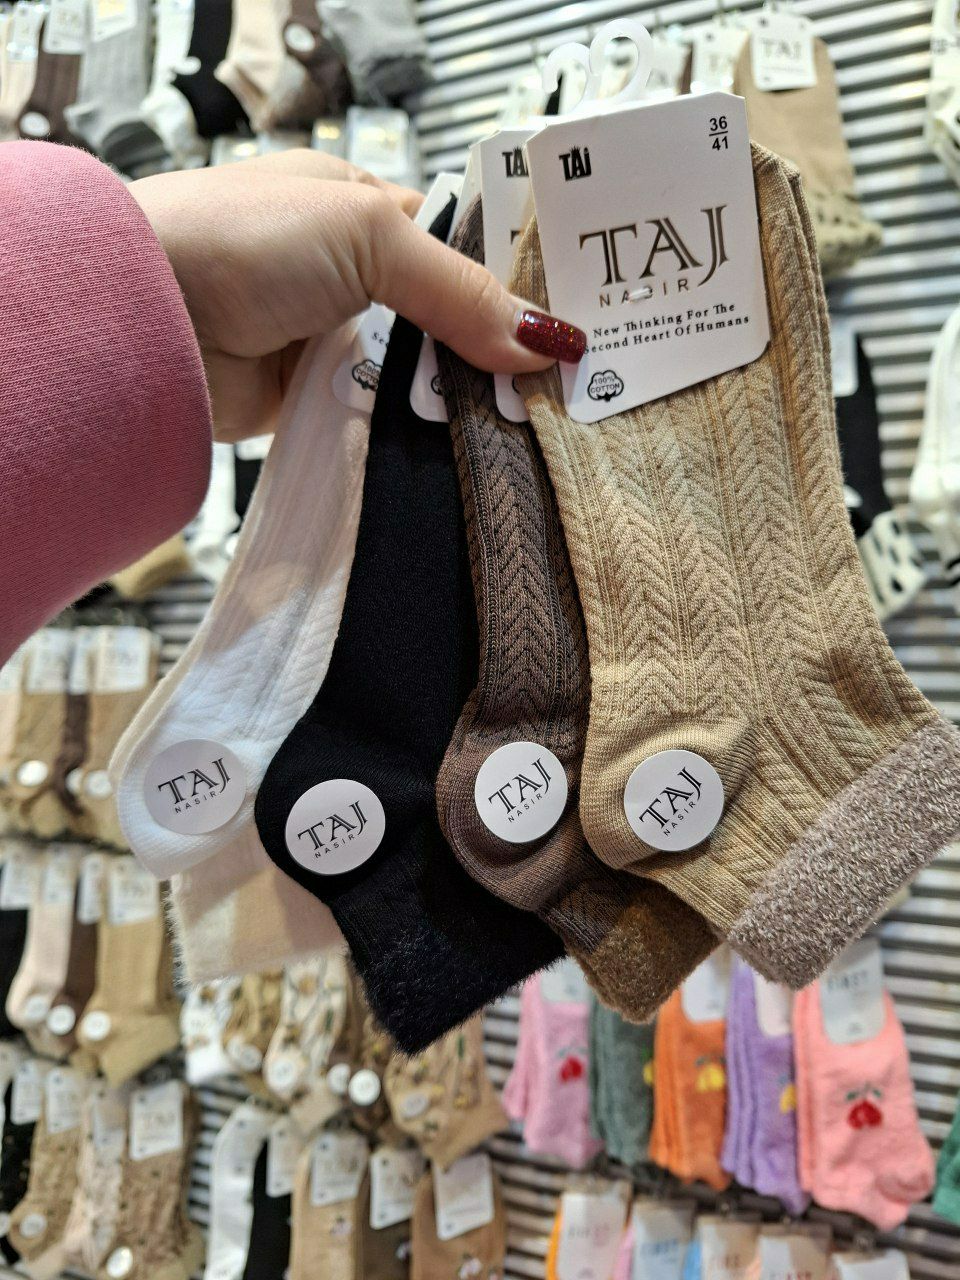 TAJ
36
41
TAJ
NASIR
New Thinking For The
Second Heart Of Humans
100%
COTTON
TAJ
NASIR
TAJ
NASIR
TAJ
NASIR
TAJ
NASIR
TAJ